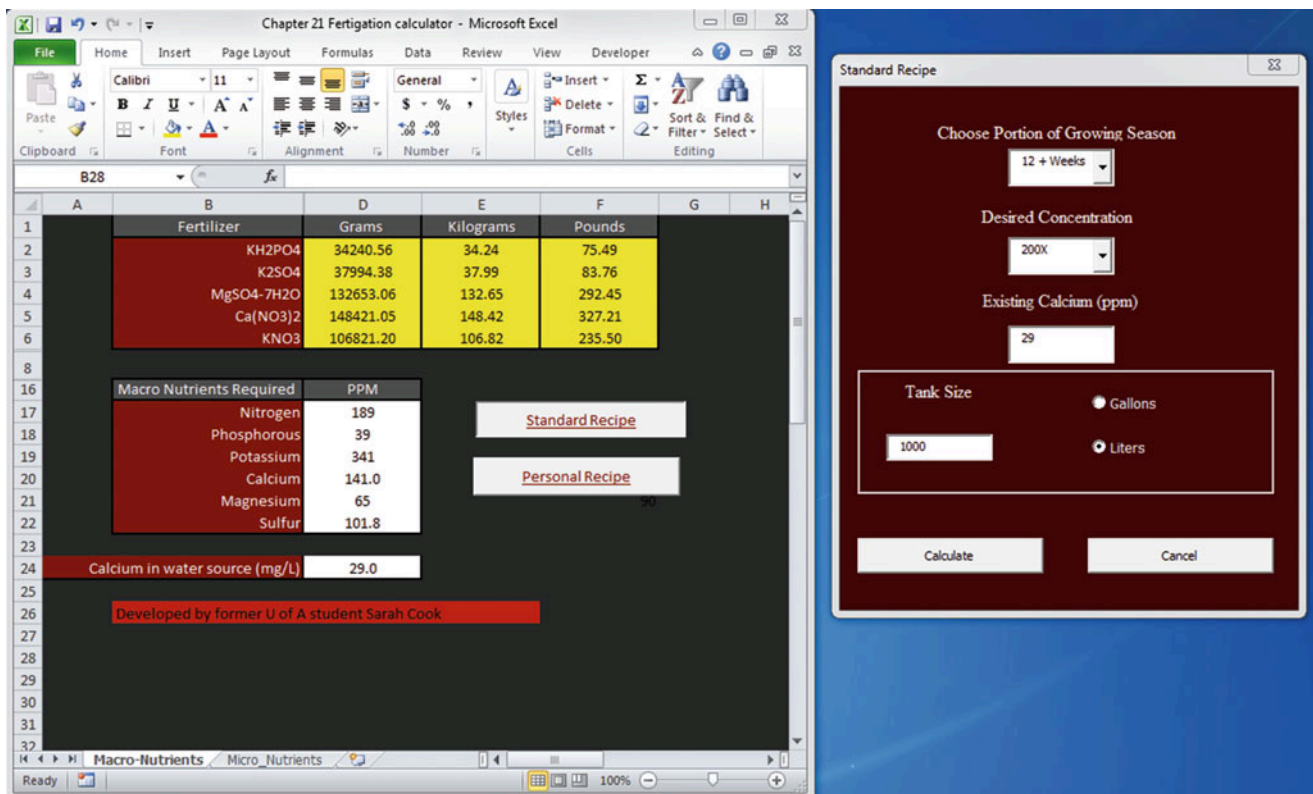 Chapter 21 Fertigation calculator - Microsoft Excel
File Home Insert Page Layout Formulas Data Review View Developer
Paste
Calibri 11
B I U A A
General
$ % ,
Styles
Insert
Delete
Format
Σ
Sort & Filter
Find & Select
Clipboard Font Alignment Number Cells Editing
B28 fx
A B D E F G H
1 Fertilizer Grams Kilograms Pounds
2 KH2PO4 34240.56 34.24 75.49
3 K2SO4 37994.38 37.99 83.76
4 MgSO4-7H2O 132653.06 132.65 292.45
5 Ca(NO3)2 148421.05 148.42 327.21
6 KNO3 106821.20 106.82 235.50
8
16 Macro Nutrients Required PPM
17 Nitrogen 189
18 Phosphorous 39
Standard Recipe
19 Potassium 341
20 Calcium 141.0
Personal Recipe
21 Magnesium 65 90
22 Sulfur 101.8
23
24 Calcium in water source (mg/L) 29.0
25
26 Developed by former U of A student Sarah Cook
27
28
29
30
31
32
Macro-Nutrients Micro_Nutrients
Ready 100%
Standard Recipe
Choose Portion of Growing Season
12 + Weeks
Desired Concentration
200X
Existing Calcium (ppm)
29
Tank Size
Gallons
1000
Liters
Calculate Cancel